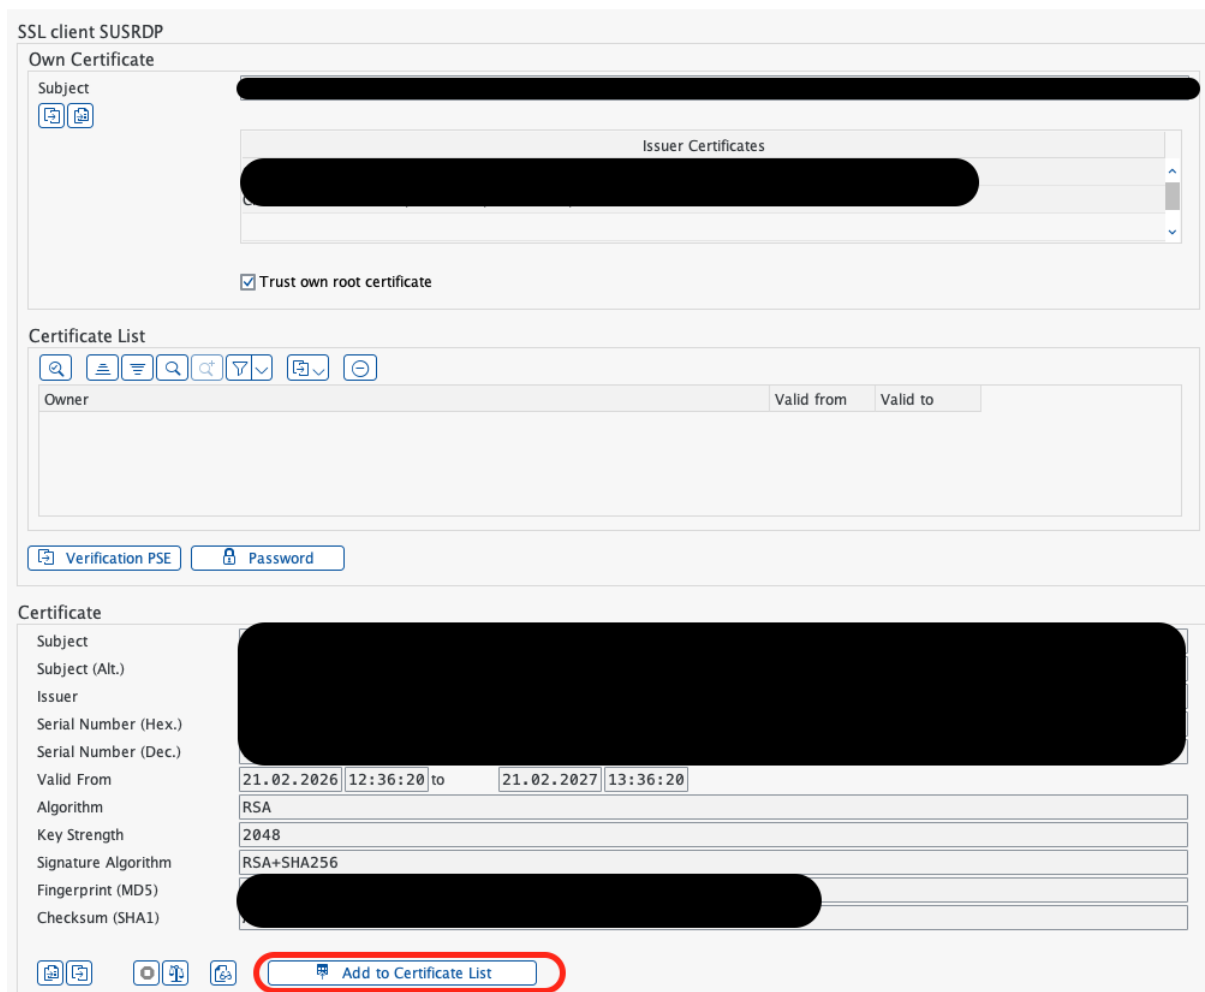 SSL client SUSRDP
Own Certificate
Subject
Issuer Certificates
Trust own root certificate
Certificate List
Owner Valid from Valid to
Verification PSE Password
Certificate
Subject
Subject (Alt.)
Issuer
Serial Number (Hex.)
Serial Number (Dec.)
Valid From 21.02.2026 12:36:20 to 21.02.2027 13:36:20
Algorithm RSA
Key Strength 2048
Signature Algorithm RSA+SHA256
Fingerprint (MD5)
Checksum (SHA1)
Add to Certificate List